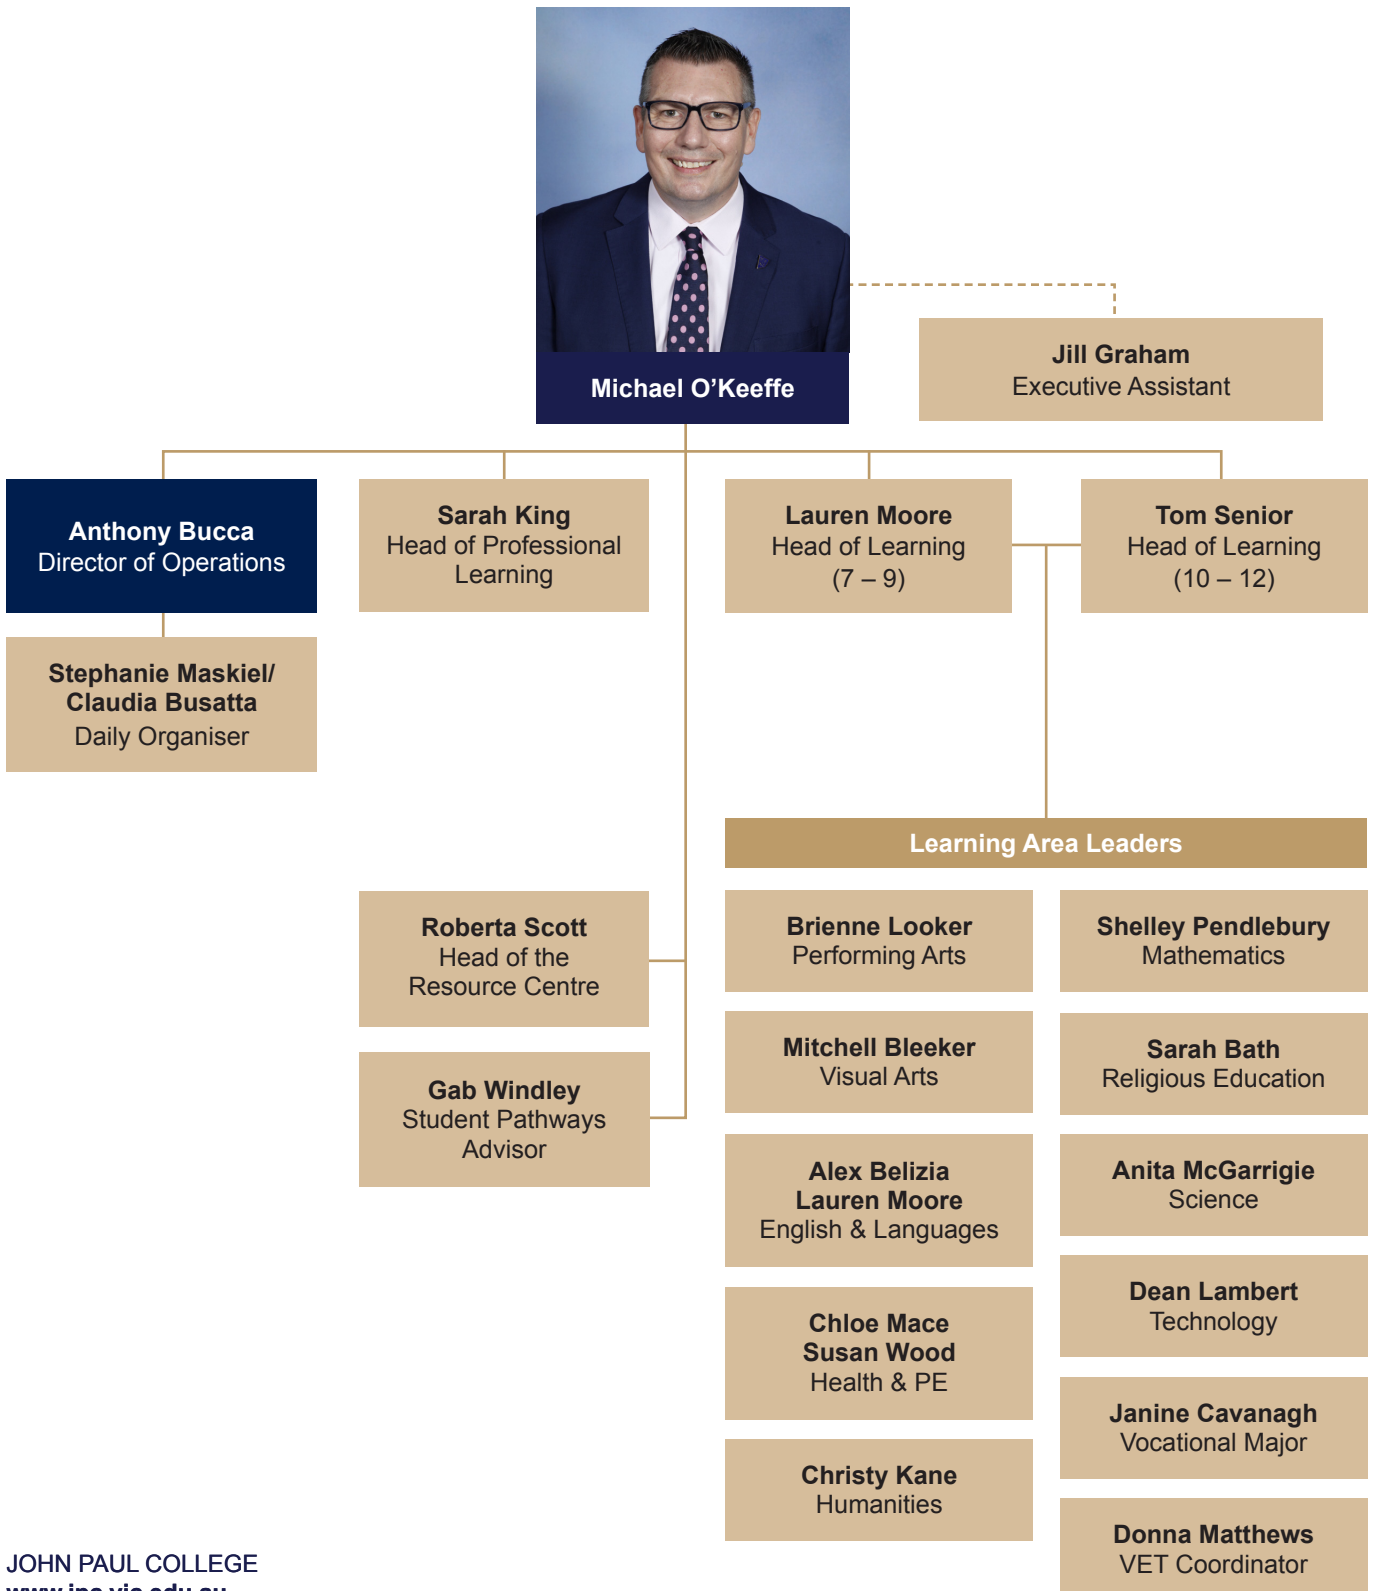 Michael O’Keeffe
Jill Graham
Executive Assistant
Anthony Bucca
Director of Operations
Sarah King
Head of Professional
Learning
Lauren Moore
Head of Learning
(7 – 9)
Tom Senior
Head of Learning
(10 – 12)
Stephanie Maskiel/
Claudia Busatta
Daily Organiser
Roberta Scott
Head of the
Resource Centre
Gab Windley
Student Pathways
Advisor
Learning Area Leaders
Brienne Looker
Performing Arts
Mitchell Bleeker
Visual Arts
Alex Belizia
Lauren Moore
English & Languages
Chloe Mace
Susan Wood
Health & PE
Christy Kane
Humanities
Shelley Pendlebury
Mathematics
Sarah Bath
Religious Education
Anita McGarrigie
Science
Dean Lambert
Technology
Janine Cavanagh
Vocational Major
Donna Matthews
VET Coordinator
JOHN PAUL COLLEGE
www.jpc.vic.edu.au